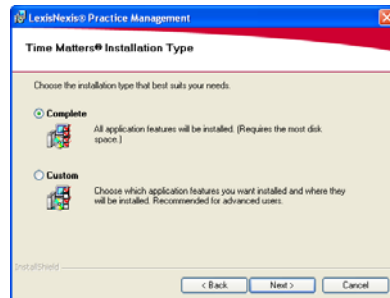 LexisNexis® Practice Management
Time Matters® Installation Type
Choose the installation type that best suits your needs.
Complete
All application features will be installed. (Requires the most disk
space.)
Custom
Choose which application features you want installed and where they
will be installed. Recommended for advanced users.
InstallShield
< Back
Next >
Cancel